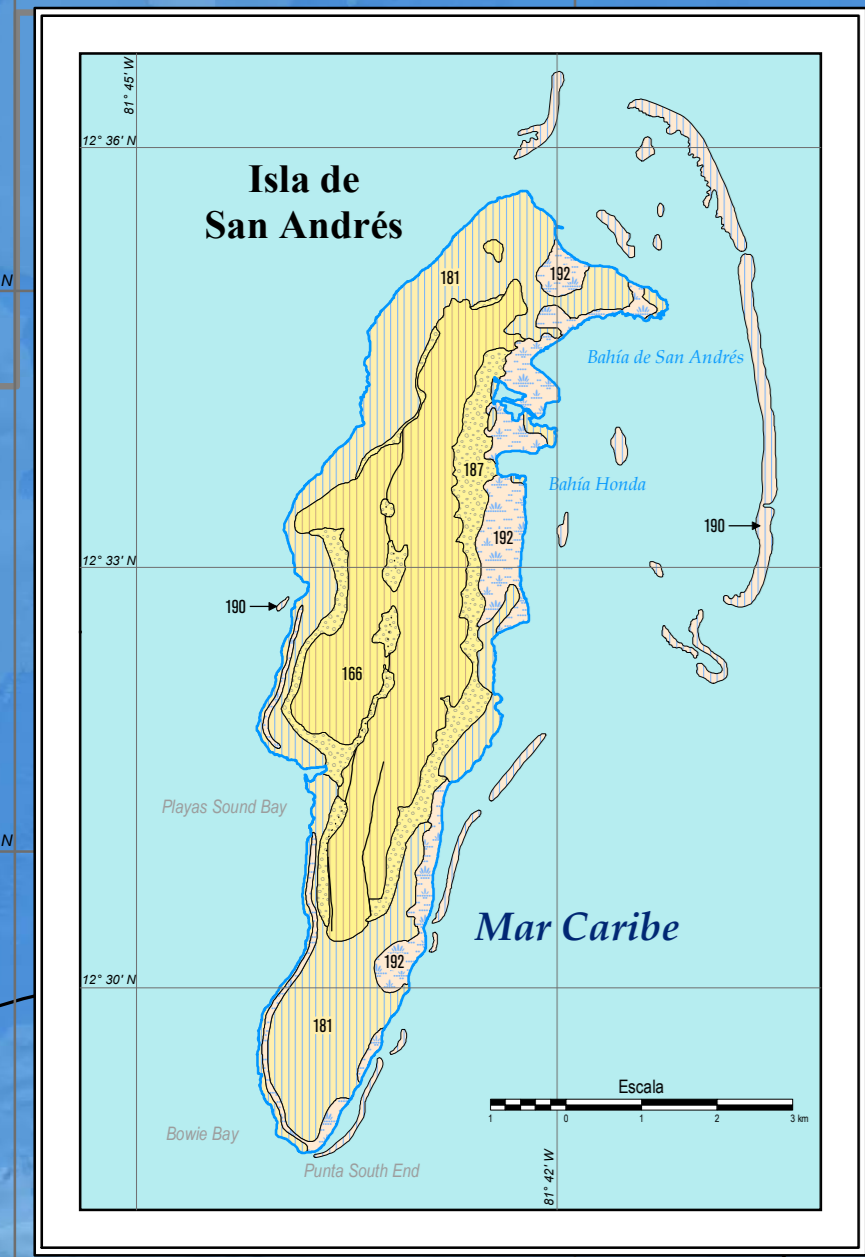 81° 45' W
12° 36' N
Isla de
San Andrés
181
192
N
Bahía de San Andrés
187
Bahía Honda
192
190
12° 33' N
190
166
Playas Sound Bay
N
Mar Caribe
192
12° 30' N
181
Escala
1 0 1 2 3 km
Bowie Bay
Punta South End
81° 42' W